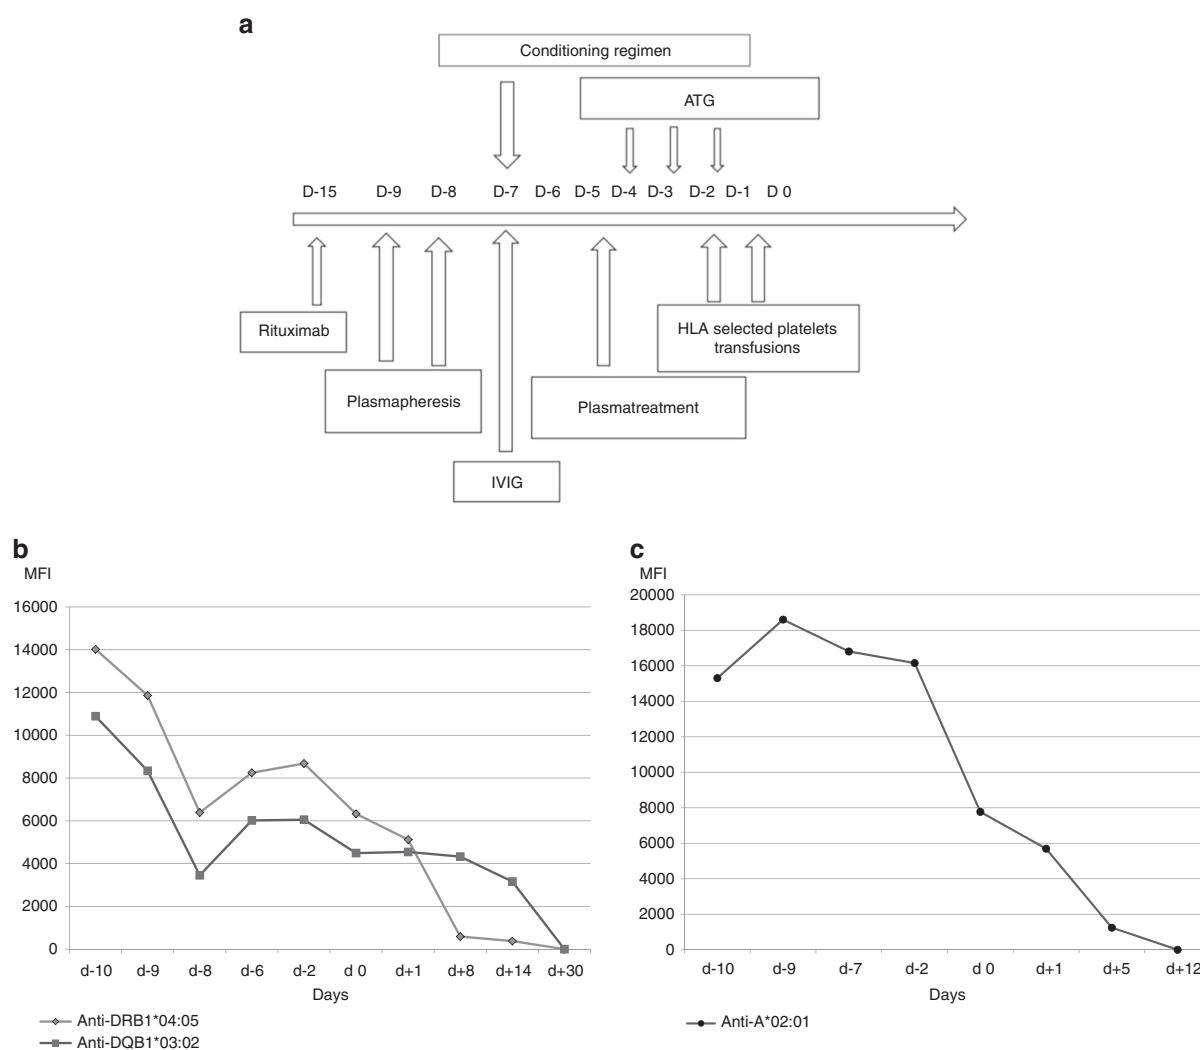 a
Conditioning regimen
ATG
D-15 D-9 D-8 D-7 D-6 D-5 D-4 D-3 D-2 D-1 D 0
Rituximab
HLA selected platelets
transfusions
Plasmapheresis
Plasmatreatment
IVIG
b
MFI
16000
14000
12000
10000
8000
6000
4000
2000
0
d-10 d-9 d-8 d-6 d-2 d 0 d+1 d+8 d+14 d+30
Days
Anti-DRB1*04:05
Anti-DQB1*03:02
c
MFI
20000
18000
16000
14000
12000
10000
8000
6000
4000
2000
0
d-10 d-9 d-7 d-2 d 0 d+1 d+5 d+12
Days
Anti-A*02:01